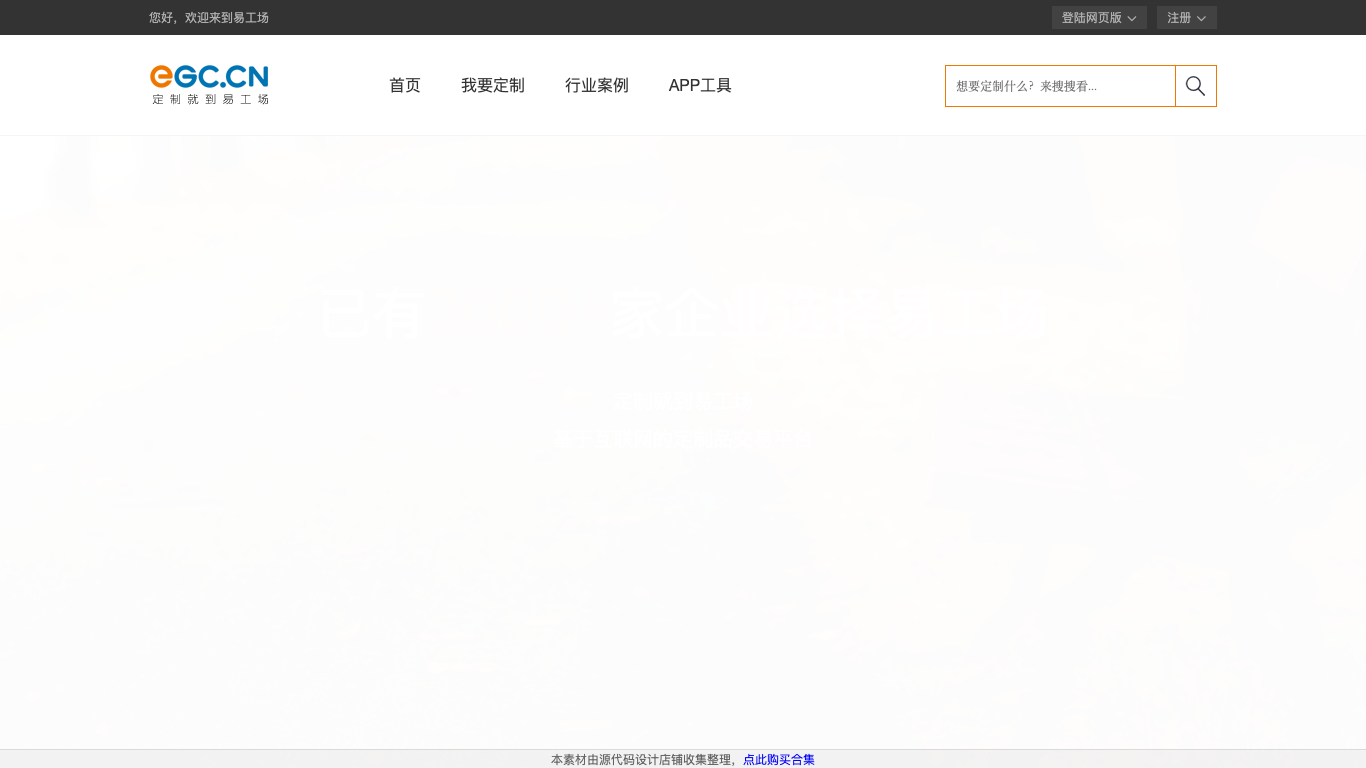 您好，欢迎来到易工场
登陆网页版
注册
eGC.CN
定制就到易工场
首页
我要定制
行业案例
APP工具
想要定制什么？来搜搜看...
已有 家企业
本素材由源代码设计店铺收集整理，点此购买合集